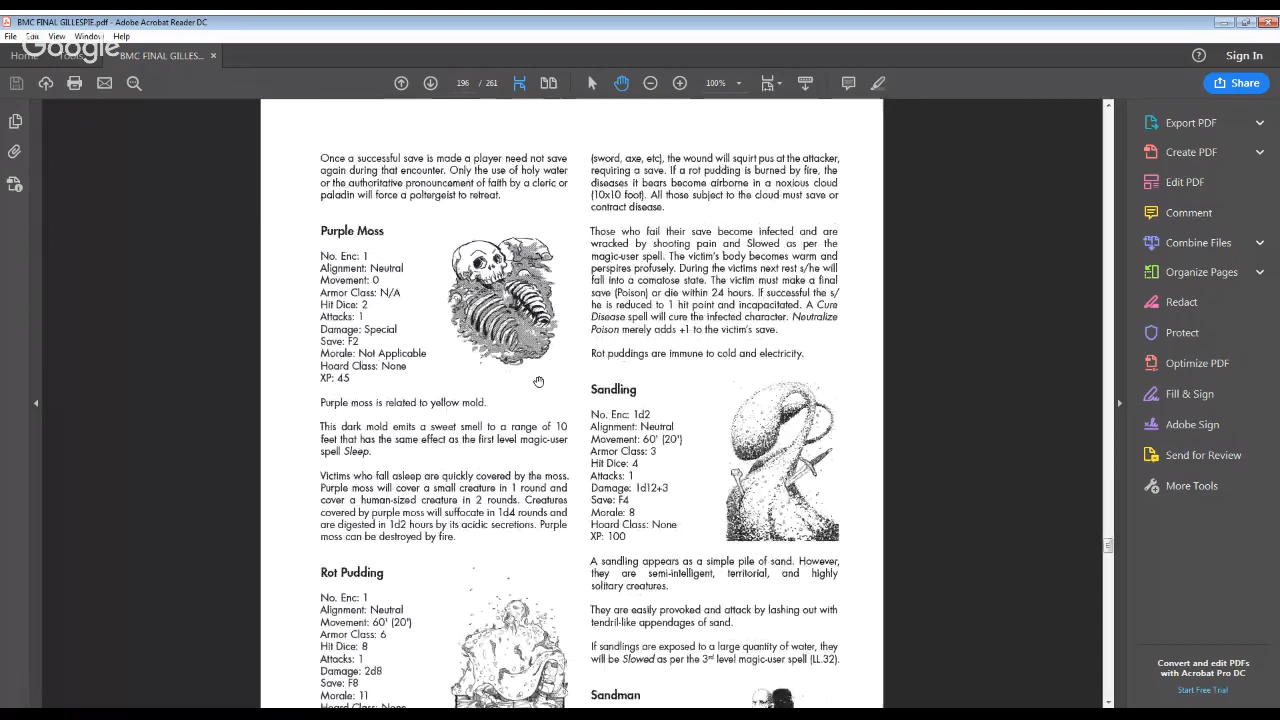 BMC FINAL GILLESPIE.pdf - Adobe Acrobat Reader DC
File Edit View Window Help
Google
Home Tools BMC FINAL GILLES... ×
Sign In
196 / 261
100%
Share
Once a successful save is made a player need not save
again during that encounter. Only the use of holy water
or the authoritative pronouncement of faith by a cleric or
paladin will force a poltergeist to retreat.
Purple Moss
No. Enc: 1
Alignment: Neutral
Movement: 0
Armor Class: N/A
Hit Dice: 2
Attacks: 1
Damage: Special
Save: F2
Morale: Not Applicable
Hoard Class: None
XP: 45
Purple moss is related to yellow mold.
This dark mold emits a sweet smell to a range of 10
feet that has the same effect as the first level magic-user
spell Sleep.
Victims who fall asleep are quickly covered by the moss.
Purple moss will cover a small creature in 1 round and
cover a human-sized creature in 2 rounds. Creatures
covered by purple moss will suffocate in 1d4 rounds and
are digested in 1d2 hours by its acidic secretions. Purple
moss can be destroyed by fire.
Rot Pudding
No. Enc: 1
Alignment: Neutral
Movement: 60' (20')
Armor Class: 6
Hit Dice: 8
Attacks: 1
Damage: 2d8
Save: F8
Morale: 11
Hoard Class: None
(sword, axe, etc), the wound will squirt pus at the attacker,
requiring a save. If a rot pudding is burned by fire, the
diseases it bears become airborne in a noxious cloud
(10x10 foot). All those subject to the cloud must save or
contract disease.
Those who fail their save become infected and are
wracked by shooting pain and Slowed as per the
magic-user spell. The victim's body becomes warm and
perspires profusely. During the victims next rest s/he will
fall into a comatose state. The victim must make a final
save (Poison) or die within 24 hours. If successful the s/
he is reduced to 1 hit point and incapacitated. A Cure
Disease spell will cure the infected character. Neutralize
Poison merely adds +1 to the victim's save.
Rot puddings are immune to cold and electricity.
Sandling
No. Enc: 1d2
Alignment: Neutral
Movement: 60' (20')
Armor Class: 3
Hit Dice: 4
Attacks: 1
Damage: 1d12+3
Save: F4
Morale: 8
Hoard Class: None
XP: 100
A sandling appears as a simple pile of sand. However,
they are semi-intelligent, territorial, and highly
solitary creatures.
They are easily provoked and attack by lashing out with
tendril-like appendages of sand.
If sandlings are exposed to a large quantity of water, they
will be Slowed as per the 3rd level magic-user spell (LL.32).
Sandman
Export PDF
Create PDF
Edit PDF
Comment
Combine Files
Organize Pages
Redact
Protect
Optimize PDF
Fill & Sign
Adobe Sign
Send for Review
More Tools
Convert and edit PDFs
with Acrobat Pro DC
Start Free Trial